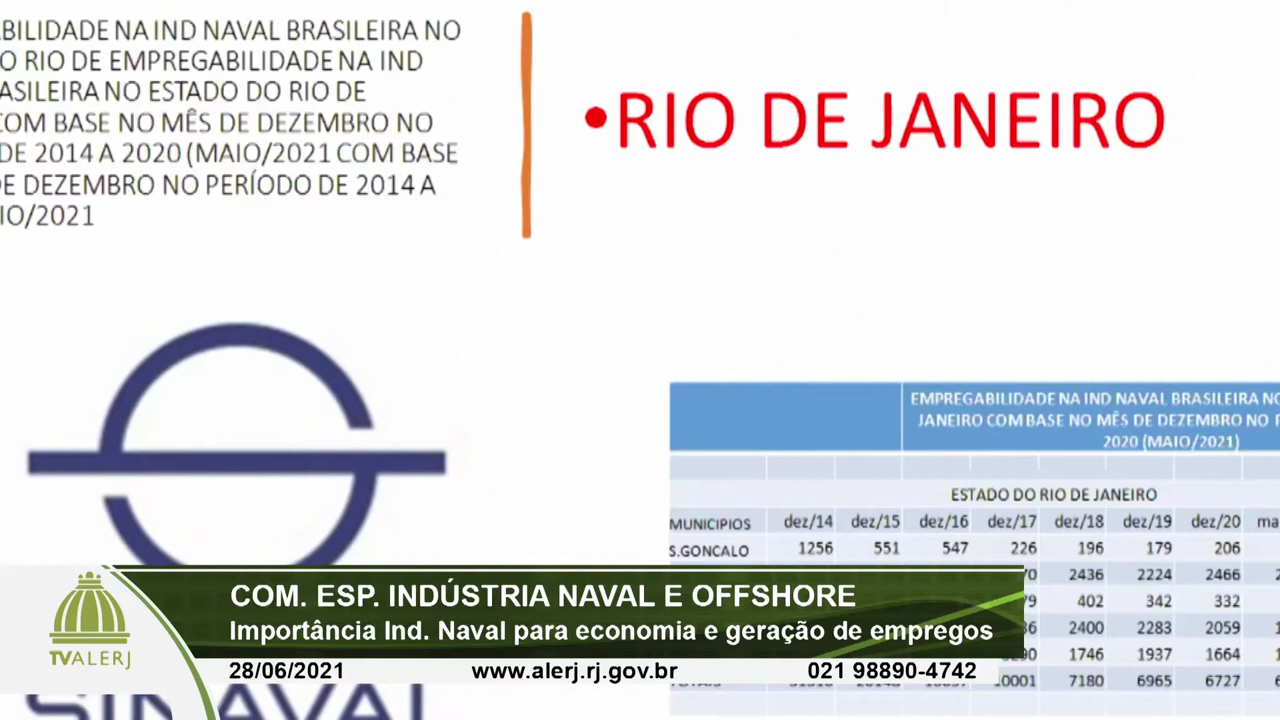 BILIDADE NA IND NAVAL BRASILEIRA NO
O RIO DE EMPREGABILIDADE NA IND
ASILEIRA NO ESTADO DO RIO DE
COM BASE NO MÊS DE DEZEMBRO NO
DE 2014 A 2020 (MAIO/2021 COM BASE
DE DEZEMBRO NO PERÍODO DE 2014 A
IO/2021
•RIO DE JANEIRO
EMPREGABILIDADE NA IND NAVAL BRASILEIRA NO
JANEIRO COM BASE NO MÊS DE DEZEMBRO NO
2020 (MAIO/2021)
ESTADO DO RIO DE JANEIRO
MUNICIPIOS dez/14 dez/15 dez/16 dez/17 dez/18 dez/19 dez/20 ma
S.GONCALO 1256 551 547 226 196 179 206
2436 2224 2466
402 342 332
2400 2283 2059
1746 1937 1664
10001 7180 6965 6727
COM. ESP. INDÚSTRIA NAVAL E OFFSHORE
Importância Ind. Naval para economia e geração de empregos
28/06/2021 www.alerj.rj.gov.br 021 98890-4742
TVALERJ
SINAVAL